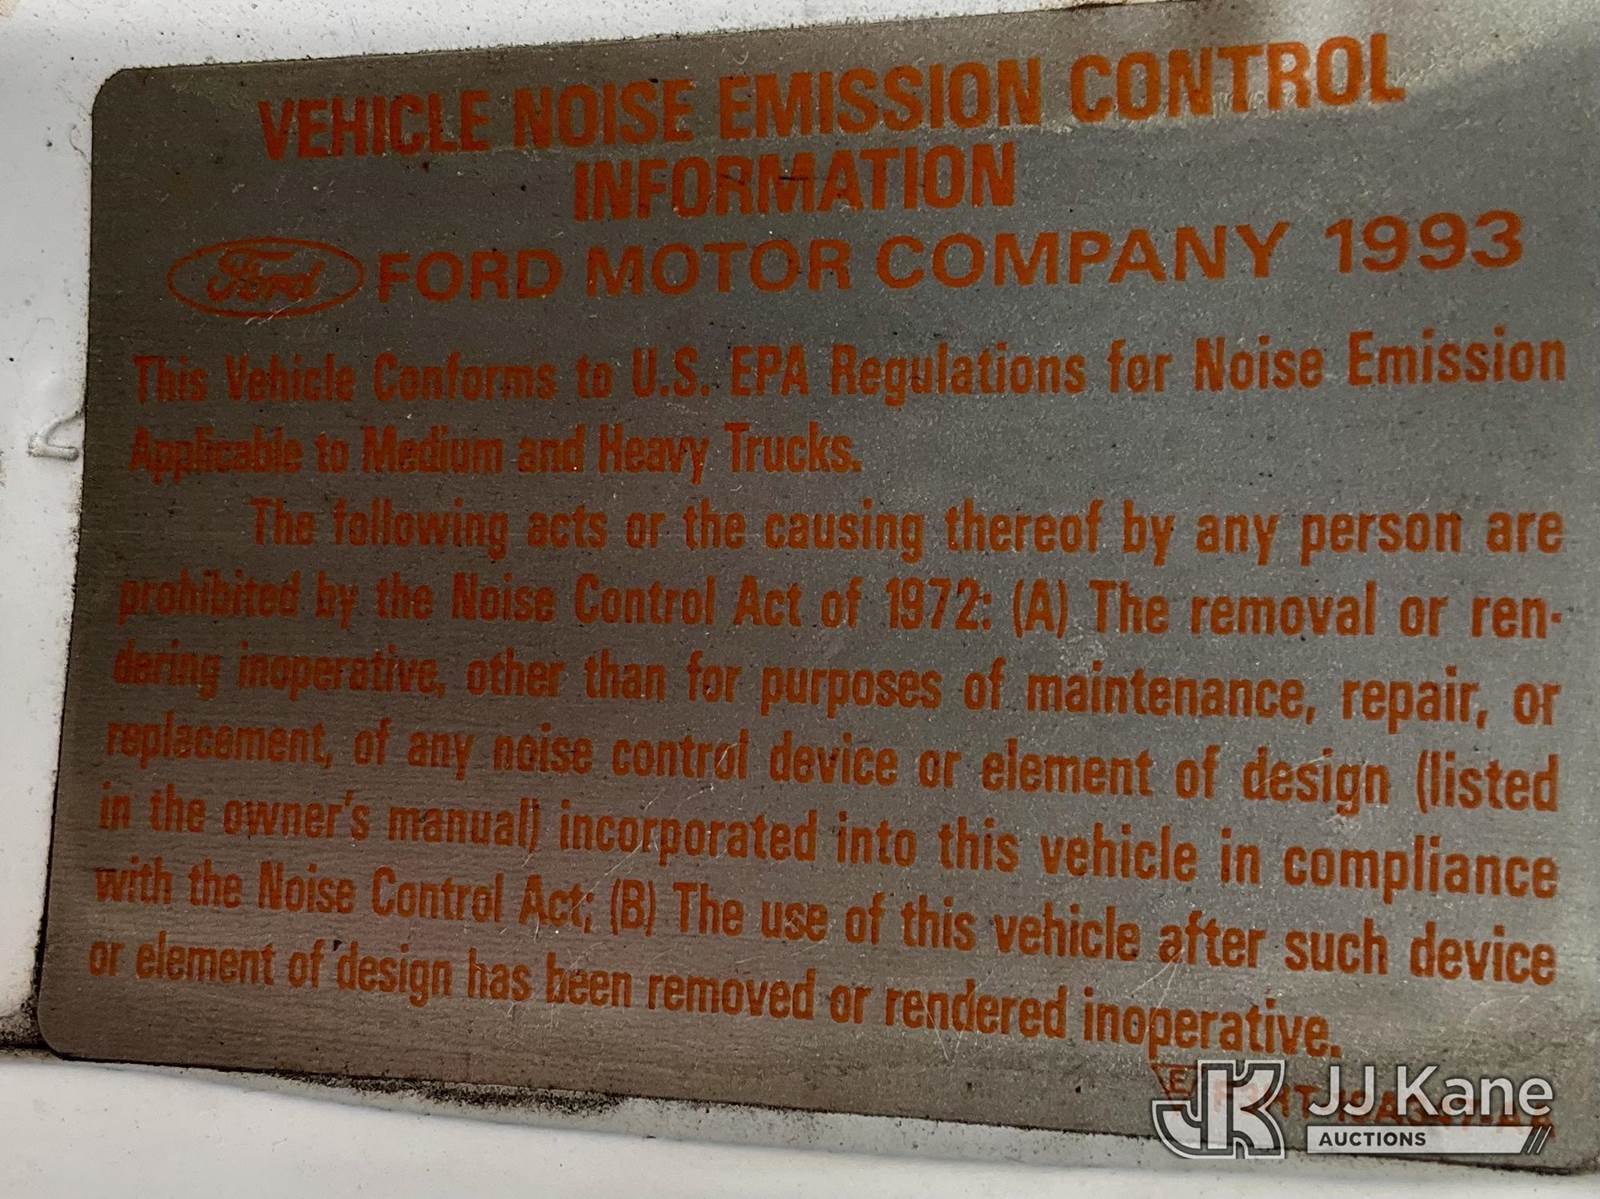 VEHICLE NOISE EMISSION CONTROL
INFORMATION
Ford FORD MOTOR COMPANY 1993
This Vehicle Conforms to U.S. EPA Regulations for Noise Emission
Applicable to Medium and Heavy Trucks.
The following acts or the causing thereof by any person are
prohibited by the Noise Control Act of 1972: (A) The removal or ren-
dering inoperative, other than for purposes of maintenance, repair, or
replacement, of any noise control device or element of design (listed
in the owner's manual) incorporated into this vehicle in compliance
with the Noise Control Act; (B) The use of this vehicle after such device
or element of design has been removed or rendered inoperative.
JK JJ Kane
AUCTIONS